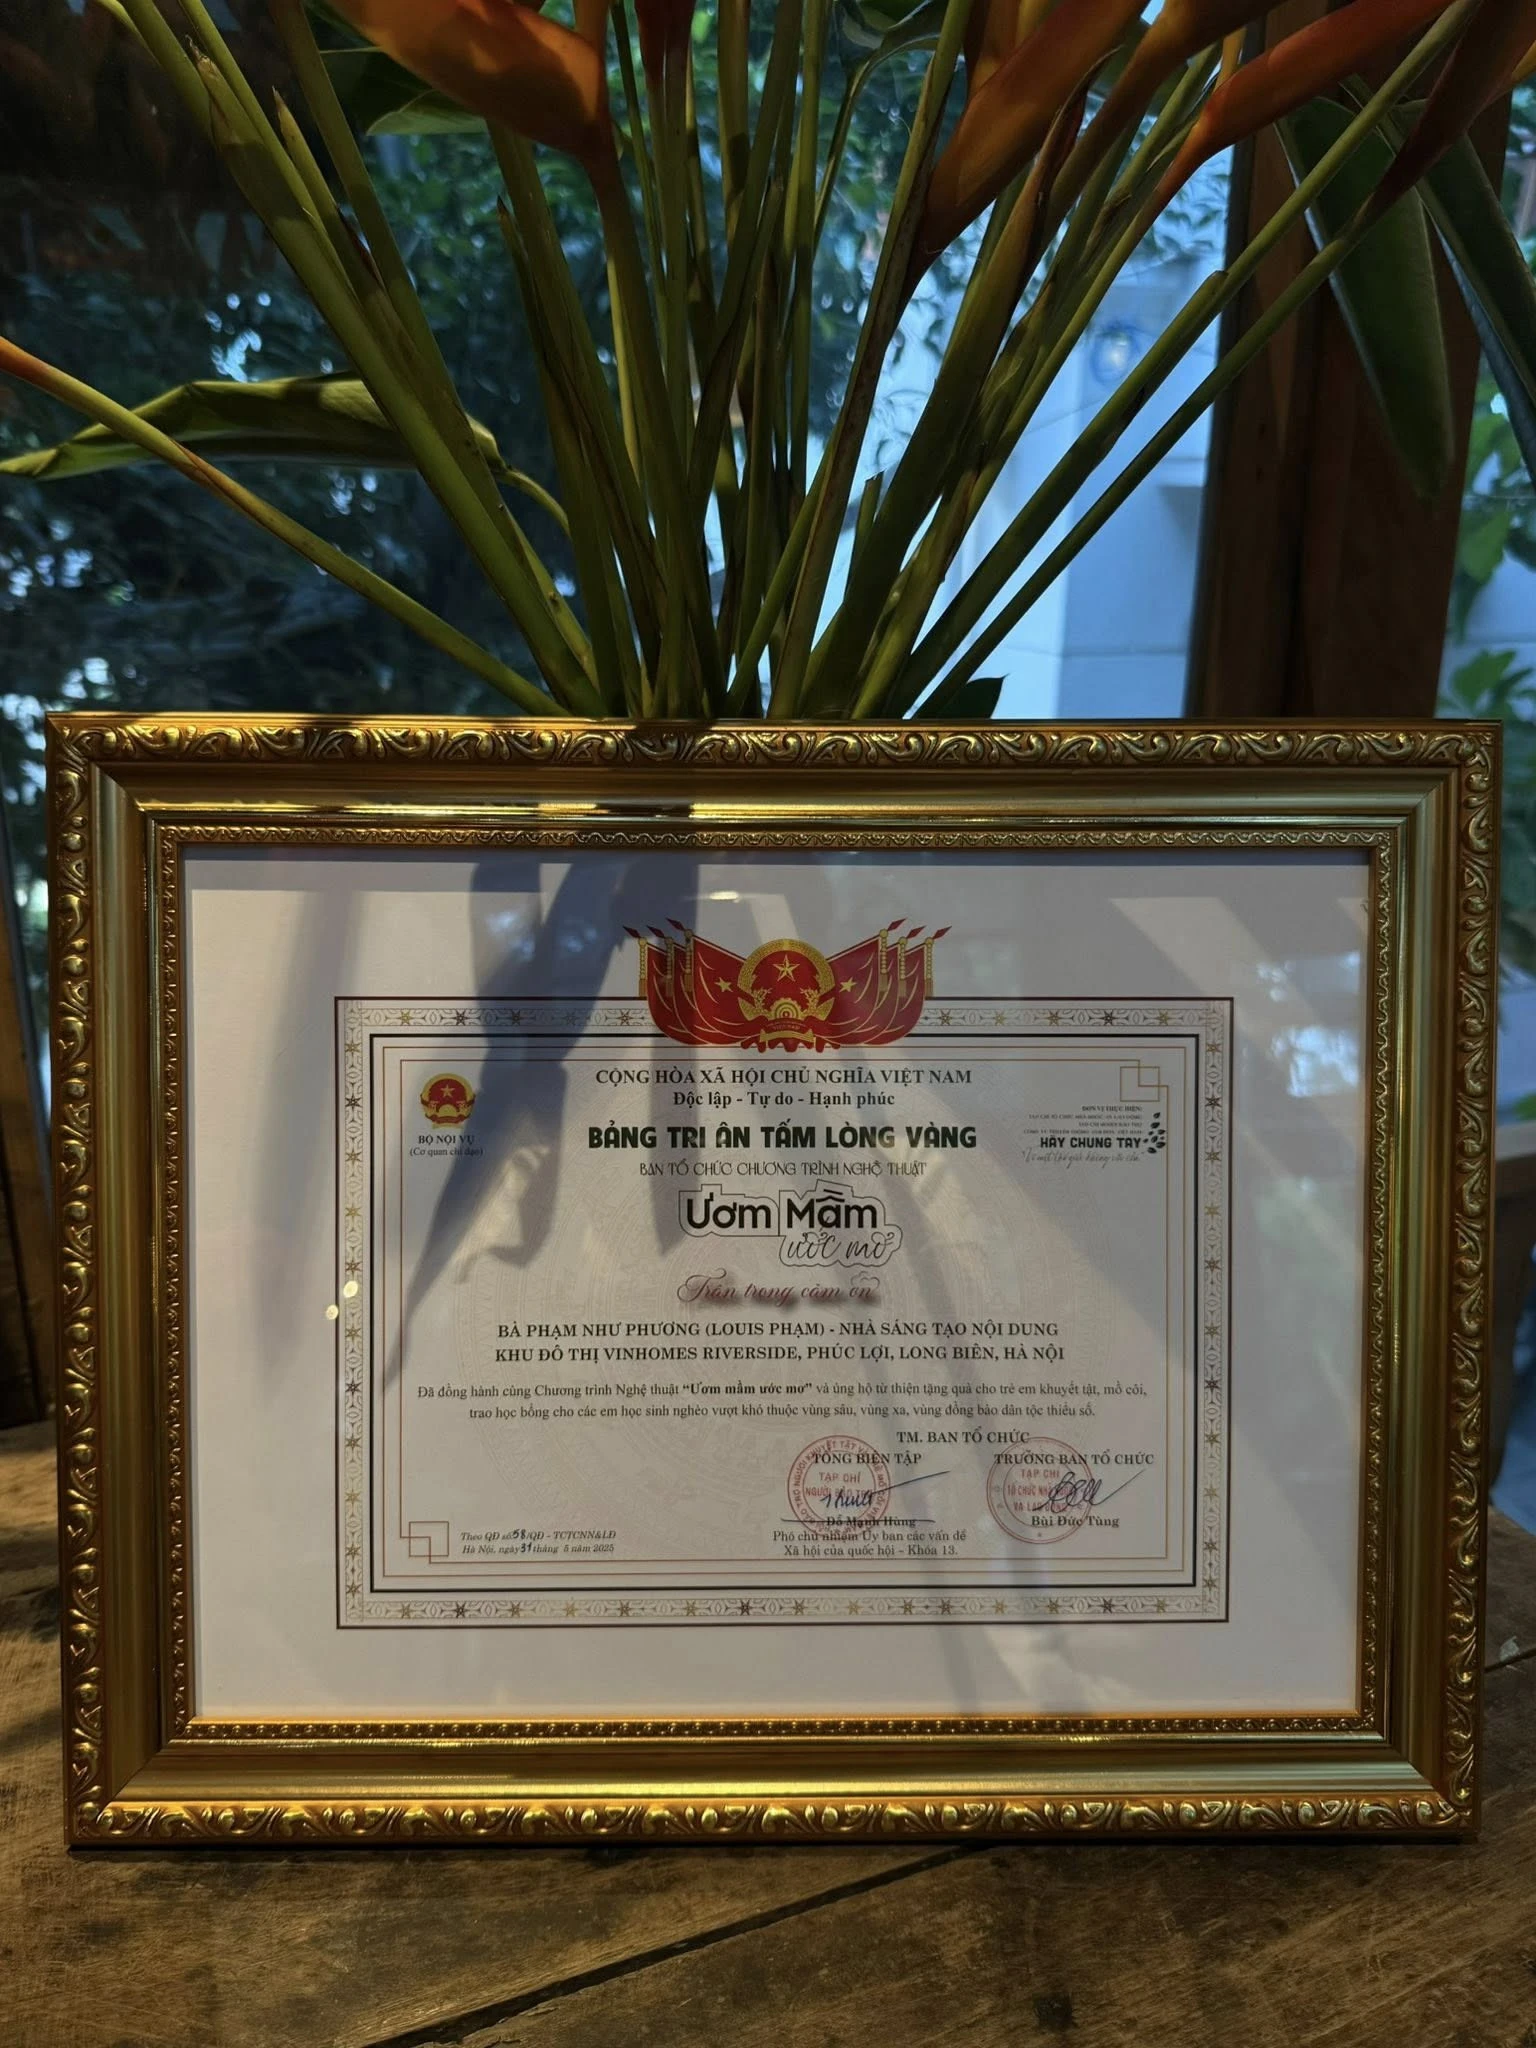 VIỆT NAM
CỘNG HÒA XÃ HỘI CHỦ NGHĨA VIỆT NAM
Độc lập - Tự do - Hạnh phúc
BỘ NỘI VỤ
(Cơ quan chỉ đạo)
ĐƠN VỊ THỰC HIỆN:
HÃY CHUNG TAY
BẢNG TRI ÂN TẤM LÒNG VÀNG
BAN TỔ CHỨC CHƯƠNG TRÌNH NGHỆ THUẬT
Ươm Mầm
ước mơ
Trân trọng cảm ơn
BÀ PHẠM NHƯ PHƯƠNG (LOUIS PHẠM) - NHÀ SÁNG TẠO NỘI DUNG
KHU ĐÔ THỊ VINHOMES RIVERSIDE, PHÚC LỢI, LONG BIÊN, HÀ NỘI
Đã đồng hành cùng Chương trình Nghệ thuật “Ươm mầm ước mơ” và ủng hộ từ thiện tặng quà cho trẻ em khuyết tật, mồ côi,
trao học bổng cho các em học sinh nghèo vượt khó thuộc vùng sâu, vùng xa, vùng đồng bào dân tộc thiểu số.
TM. BAN TỔ CHỨC
TỔNG BIÊN TẬP
TRƯỞNG BAN TỔ CHỨC
TẠP CHÍ
TẠP CHÍ
Đỗ Mạnh Hùng
Bùi Đức Tùng
Phó chủ nhiệm Ủy ban các vấn đề
Xã hội của quốc hội - Khóa 13.
Theo QĐ số:58/QĐ - TCTCNN&LĐ
Hà Nội, ngày 31 tháng 5 năm 2025